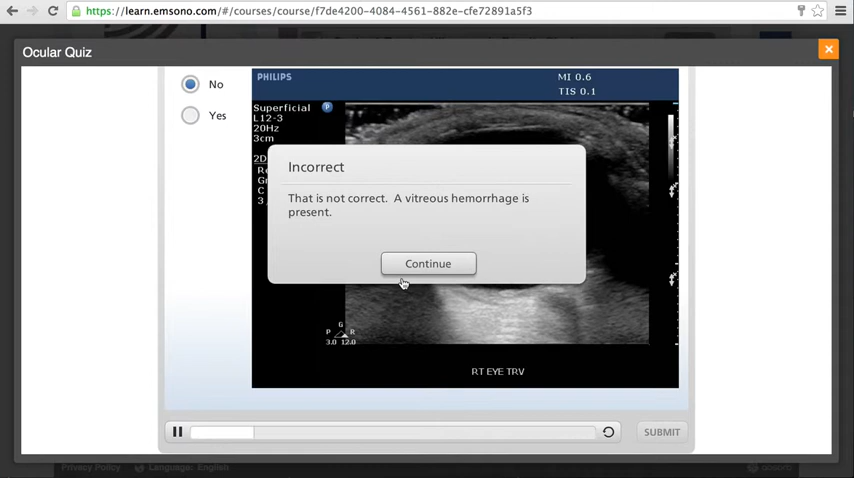 https://learn.emsono.com/#/courses/course/f7de4200-4084-4561-882e-cfe72891a5f3
Ocular Quiz
No
Yes
PHILIPS
MI 0.6
TIS 0.1
Superficial
P
L12-3
20Hz
3cm
2D
C
3
Incorrect
That is not correct. A vitreous hemorrhage is
present.
Continue
G
P R
3.0 12.0
RT EYE TRV
SUBMIT
Privacy Policy
Language: English
absorb